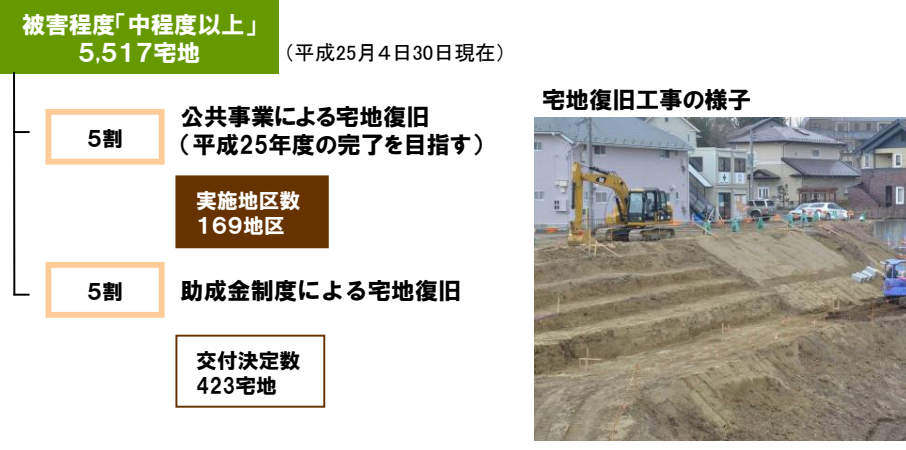 被害程度「中程度以上」
5,517宅地
（平成25月4日30日現在）
5割
公共事業による宅地復旧
（平成25年度の完了を目指す）
実施地区数
169地区
5割
助成金制度による宅地復旧
交付決定数
423宅地
宅地復旧工事の様子